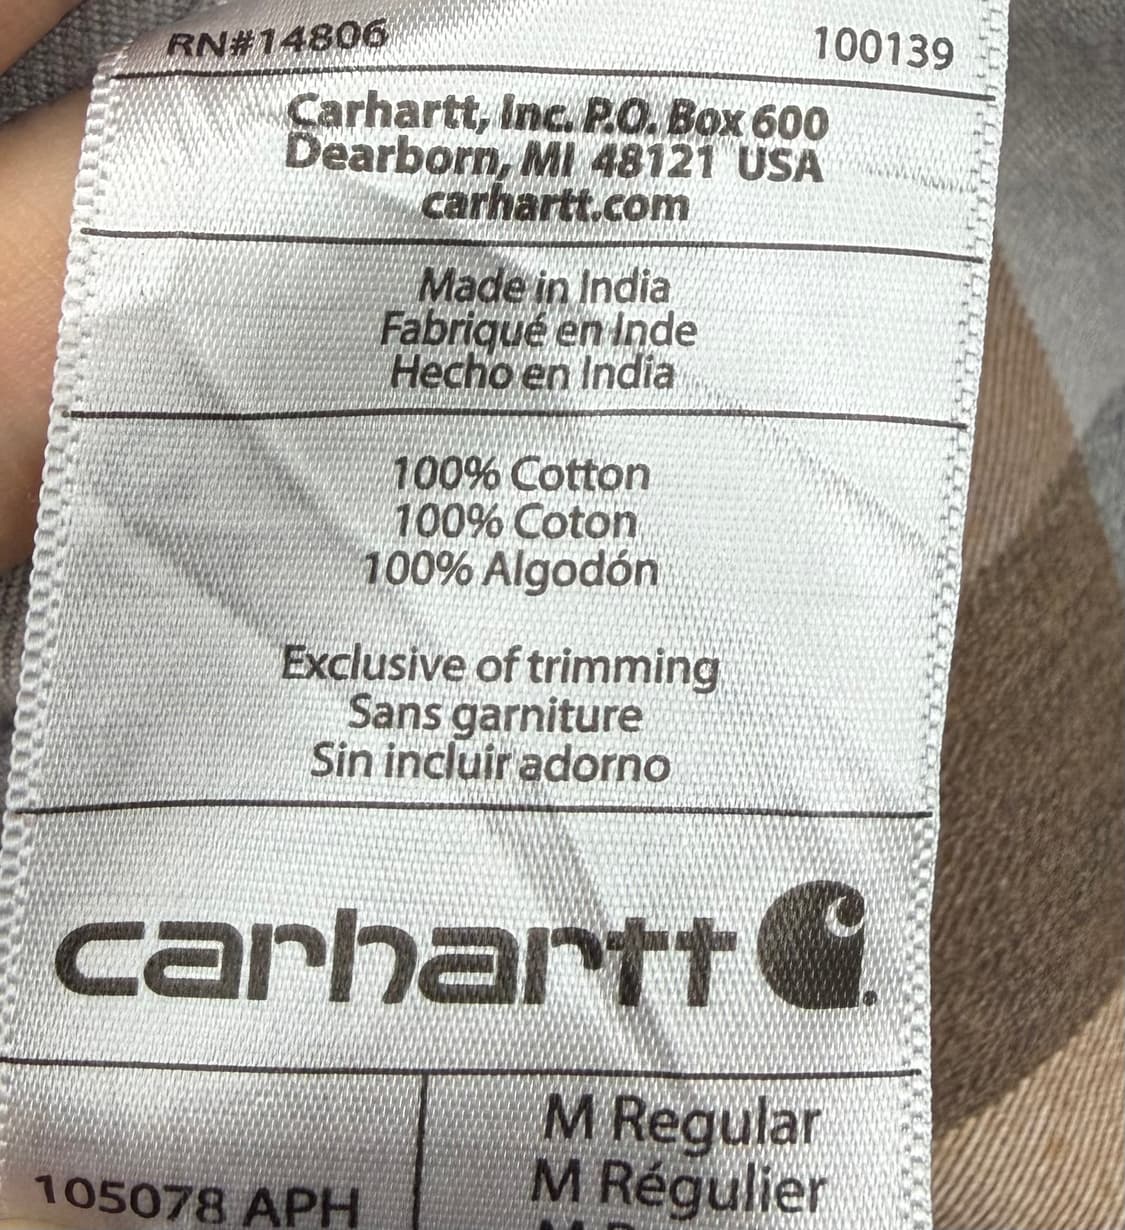 RN#14806 100139
Carhartt, Inc. P.O. Box 600
Dearborn, MI 48121 USA
carhartt.com
Made in India
Fabriqué en Inde
Hecho en India
100% Cotton
100% Coton
100% Algodón
Exclusive of trimming
Sans garniture
Sin incluir adorno
carhartt
M Regular
105078 APH M Régulier